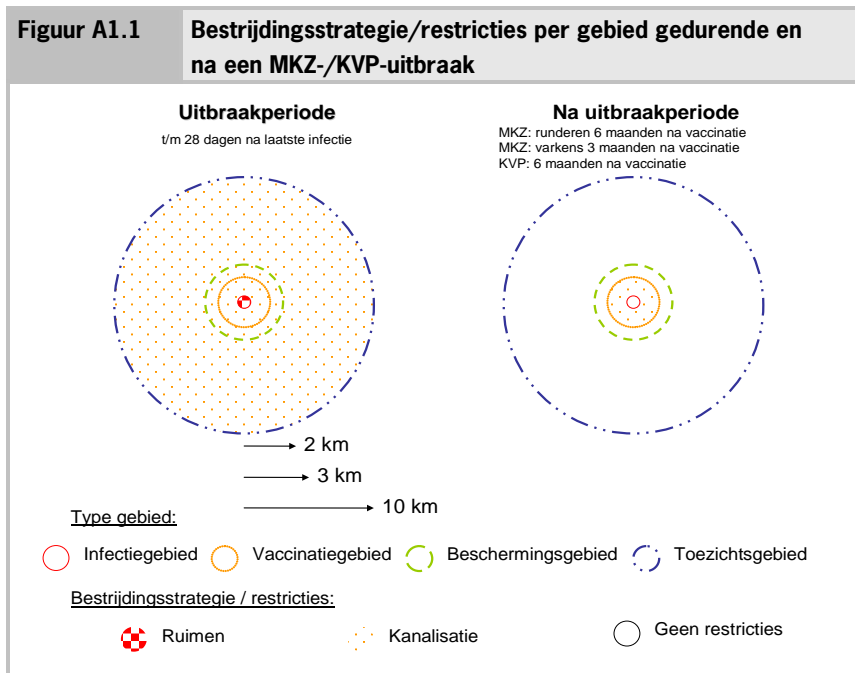 Figuur A1.1
Bestrijdingsstrategie/restricties per gebied gedurende en
na een MKZ-/KVP-uitbraak
Uitbraakperiode
t/m 28 dagen na laatste infectie
Na uitbraakperiode
MKZ: runderen 6 maanden na vaccinatie
MKZ: varkens 3 maanden na vaccinatie
KVP: 6 maanden na vaccinatie
2 km
3 km
10 km
Type gebied:
Infectiegebied Vaccinatiegebied Beschermingsgebied Toezichtsgebied
Bestrijdingsstrategie / restricties:
Ruimen Kanalisatie Geen restricties